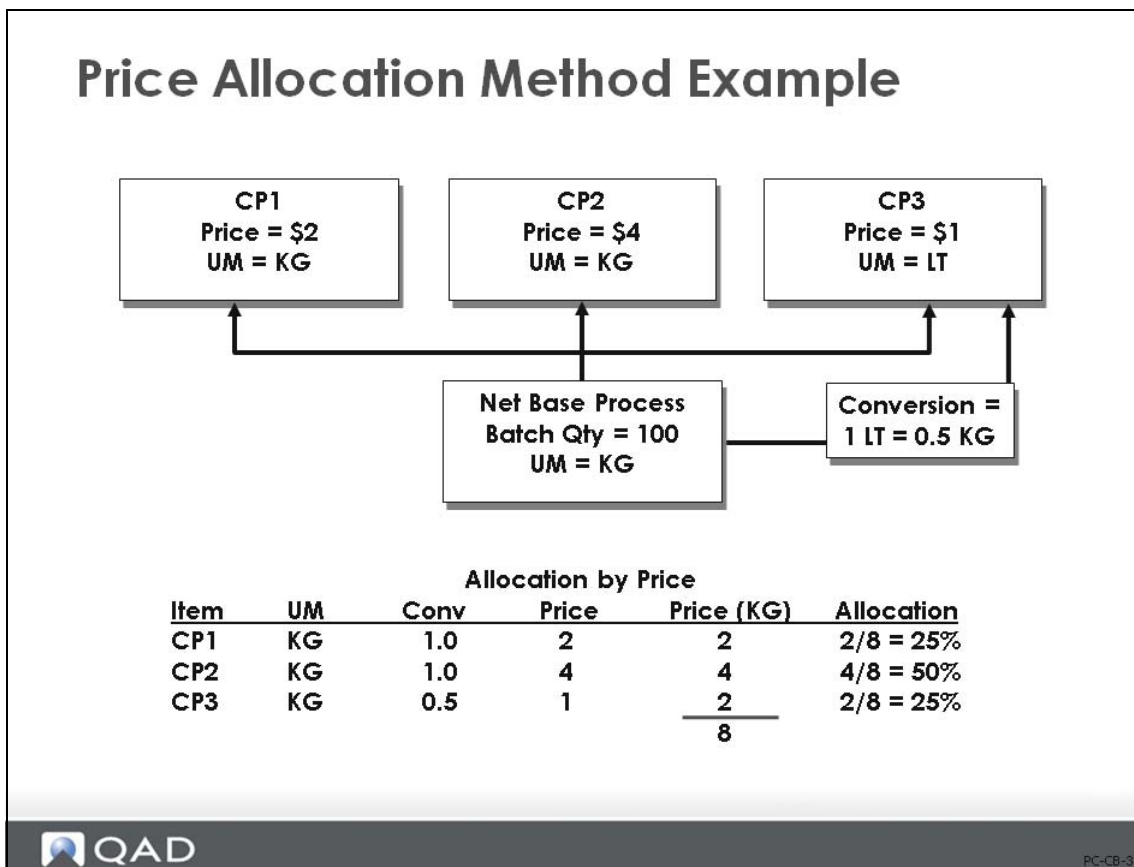 Price Allocation Method Example
CP1
Price = $2
UM = KG
CP2
Price = $4
UM = KG
CP3
Price = $1
UM = LT
Net Base Process
Batch Qty = 100
UM = KG
Conversion =
1 LT = 0.5 KG
Allocation by Price
Item UM Conv Price Price (KG) Allocation
CP1 KG 1.0 2 2 2/8 = 25%
CP2 KG 1.0 4 4 4/8 = 50%
CP3 KG 0.5 1 2 2/8 = 25%
8
QAD